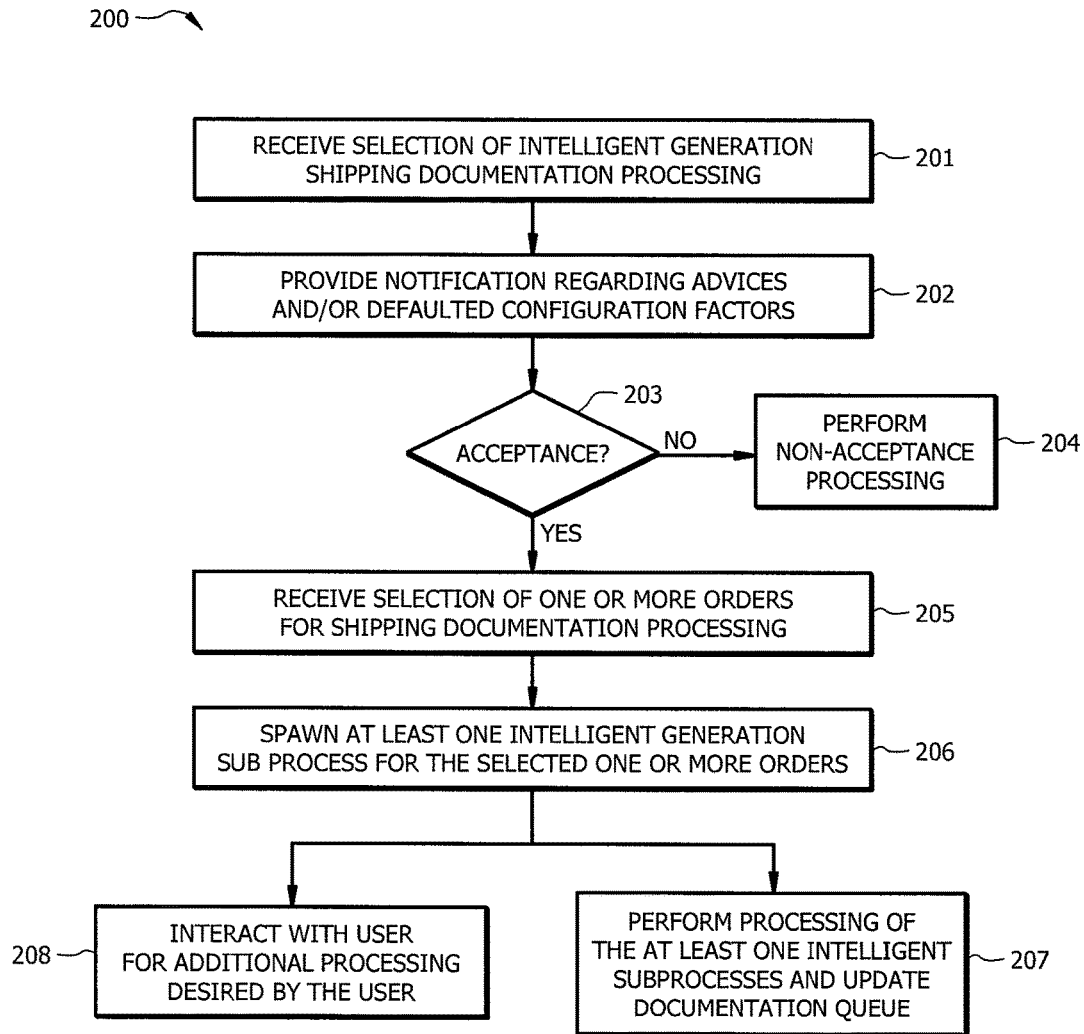 200
RECEIVE SELECTION OF INTELLIGENT GENERATION
SHIPPING DOCUMENTATION PROCESSING
201
PROVIDE NOTIFICATION REGARDING ADVICES
AND/OR DEFAULTED CONFIGURATION FACTORS
202
203
ACCEPTANCE?
NO
PERFORM
NON-ACCEPTANCE
PROCESSING
204
YES
RECEIVE SELECTION OF ONE OR MORE ORDERS
FOR SHIPPING DOCUMENTATION PROCESSING
205
SPAWN AT LEAST ONE INTELLIGENT GENERATION
SUB PROCESS FOR THE SELECTED ONE OR MORE ORDERS
206
208
INTERACT WITH USER
FOR ADDITIONAL PROCESSING
DESIRED BY THE USER
PERFORM PROCESSING OF
THE AT LEAST ONE INTELLIGENT
SUBPROCESSES AND UPDATE
DOCUMENTATION QUEUE
207